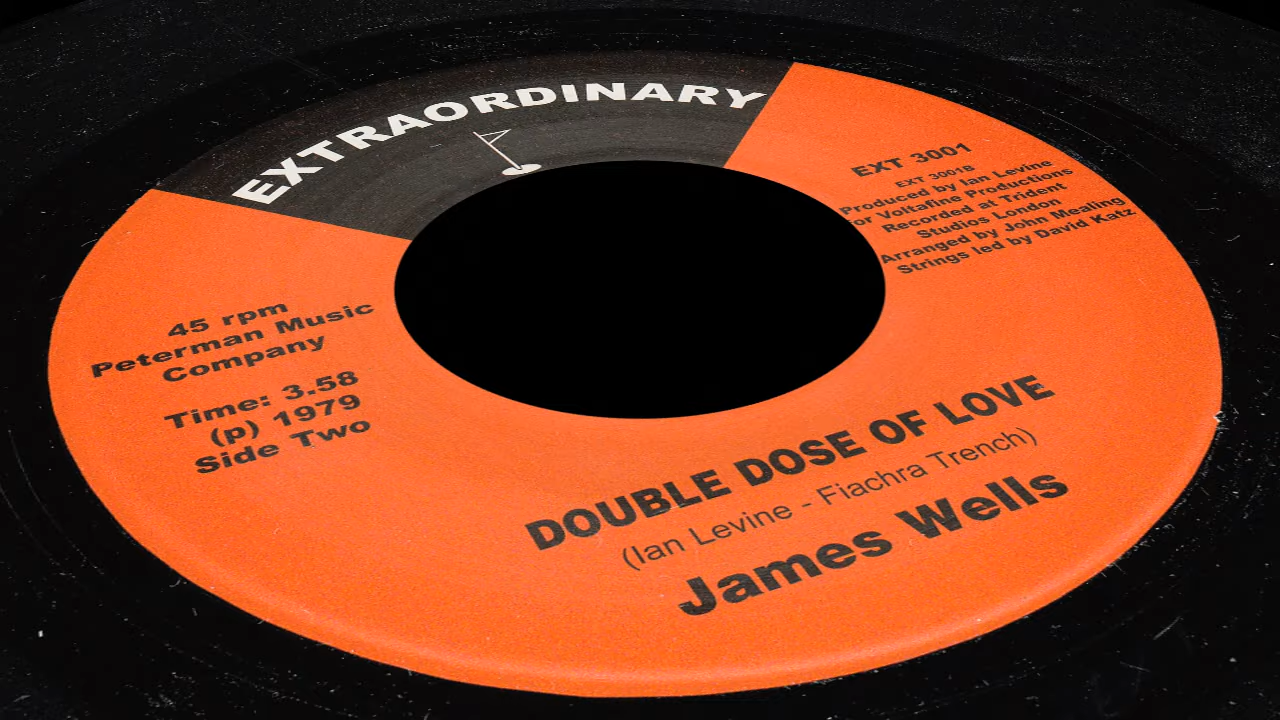 EXTRAORDINARY
EXT 3001
EXT 3001B
Produced by Ian Levine
for Voltafine Productions
Recorded at Trident
Studios London
Arranged by John Mealing
Strings led by David Katz
45 rpm
Peterman Music
Company
Time: 3.58
(p) 1979
Side Two
DOUBLE DOSE OF LOVE
(Ian Levine - Fiachra Trench)
James Wells